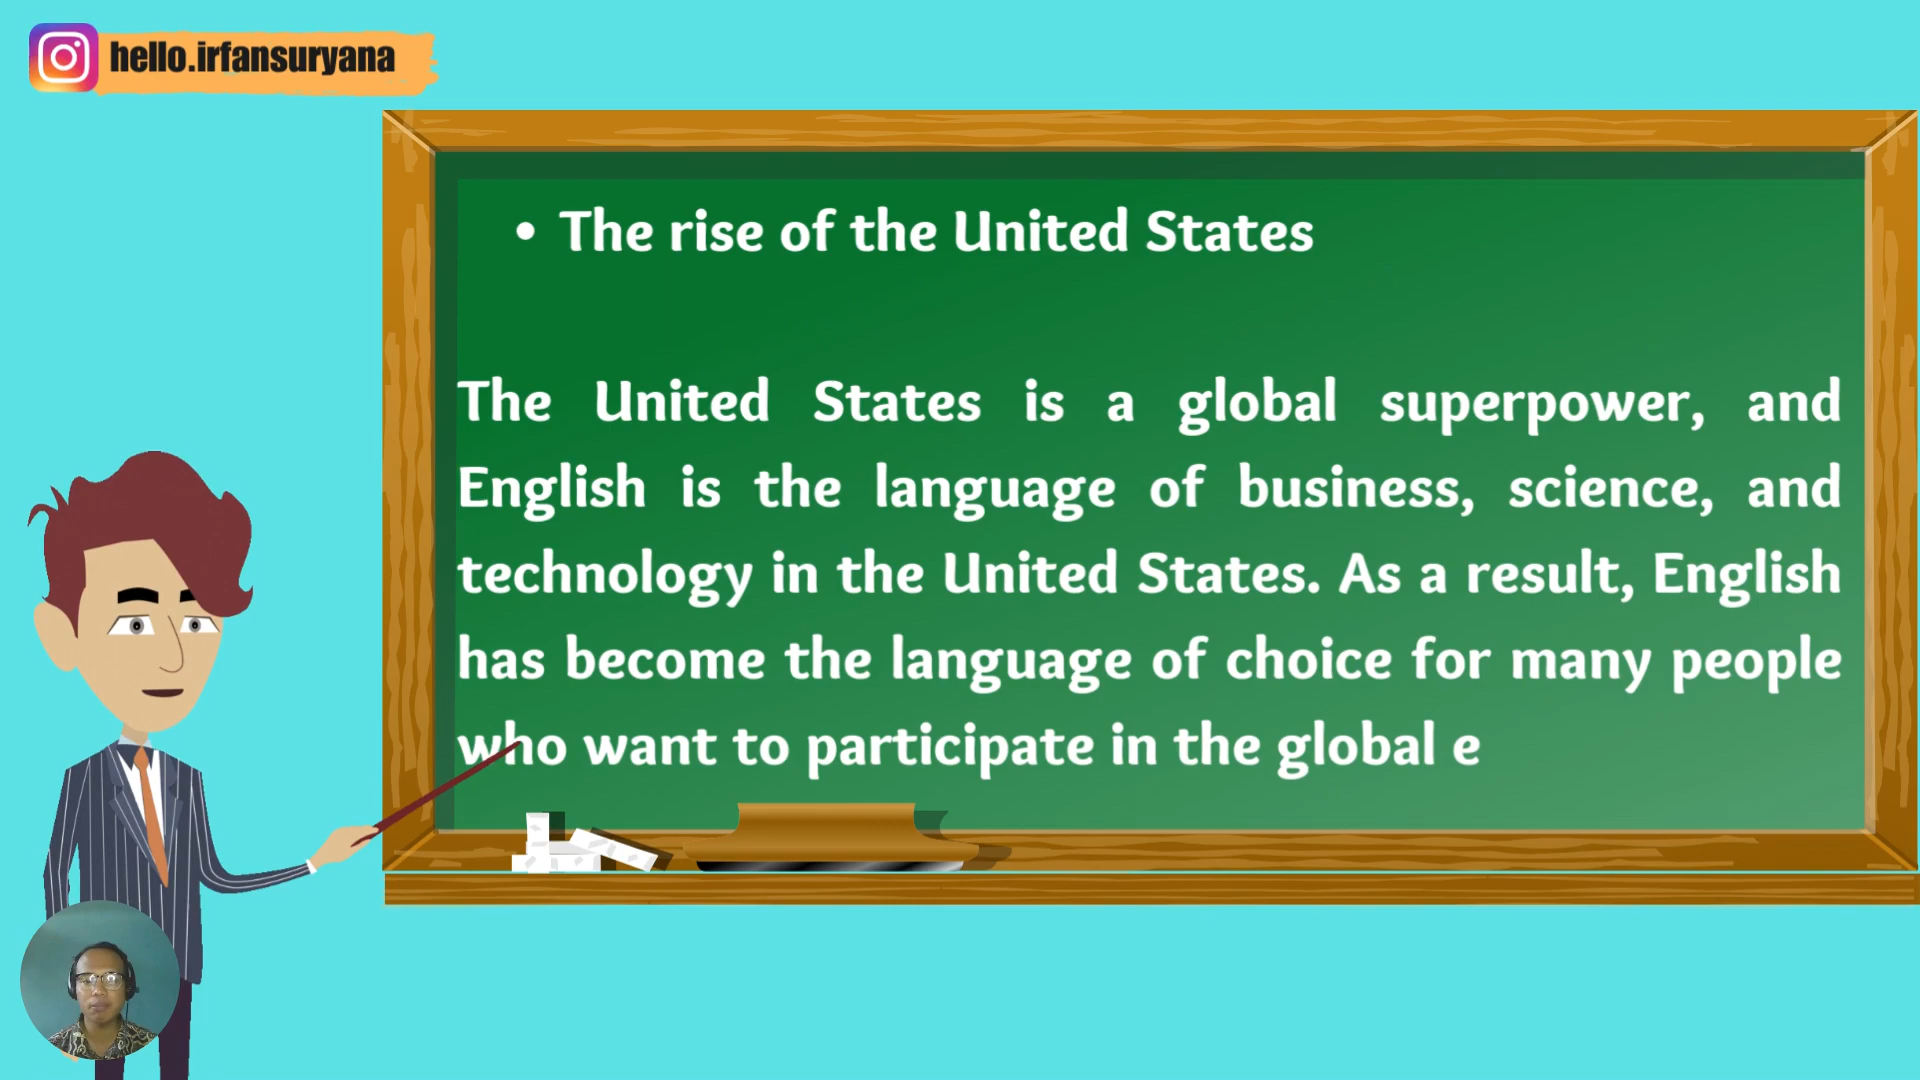 hello.irfansuryana
• The rise of the United States
The United States is a global superpower, and
English is the language of business, science, and
technology in the United States. As a result, English
has become the language of choice for many people
who want to participate in the global e